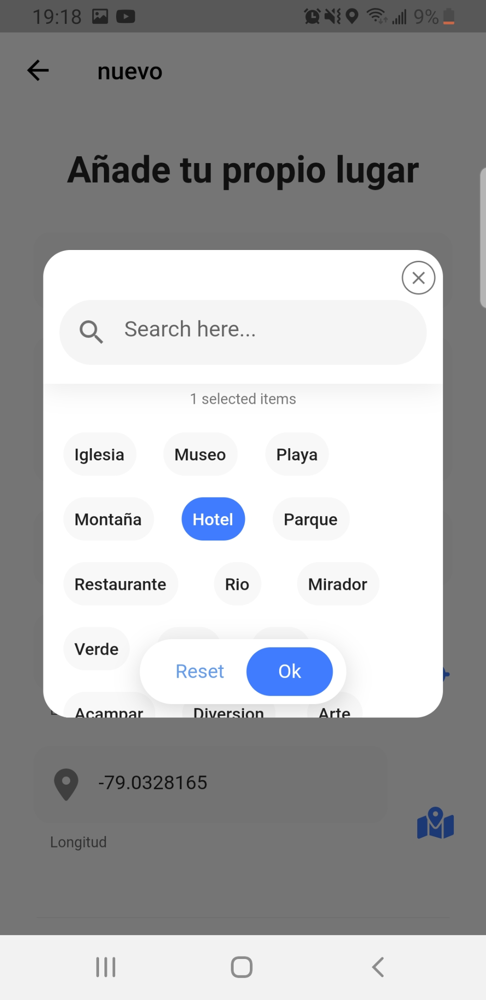 19:18 9%
nuevo
Añade tu propio lugar
Search here...
1 selected items
Iglesia Museo Playa
Montaña Hotel Parque
Restaurante Rio Mirador
Verde
Reset Ok
Acampar Diversion Arte
-79.0328165
Longitud